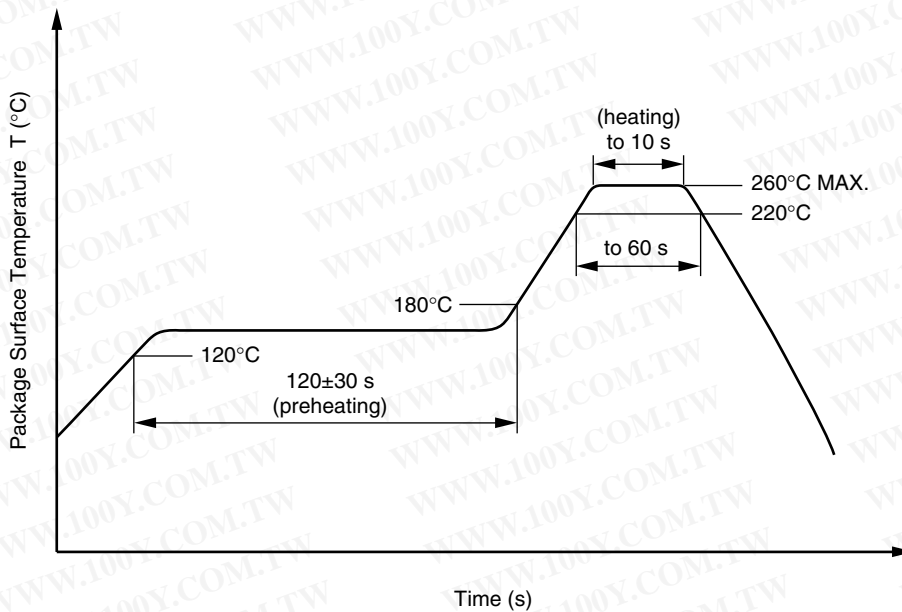 WWW.100Y.COM.TW
(heating)
to 10 s
260°C MAX.
220°C
to 60 s
180°C
120°C
120±30 s
(preheating)
Package Surface Temperature T (°C)
Time (s)